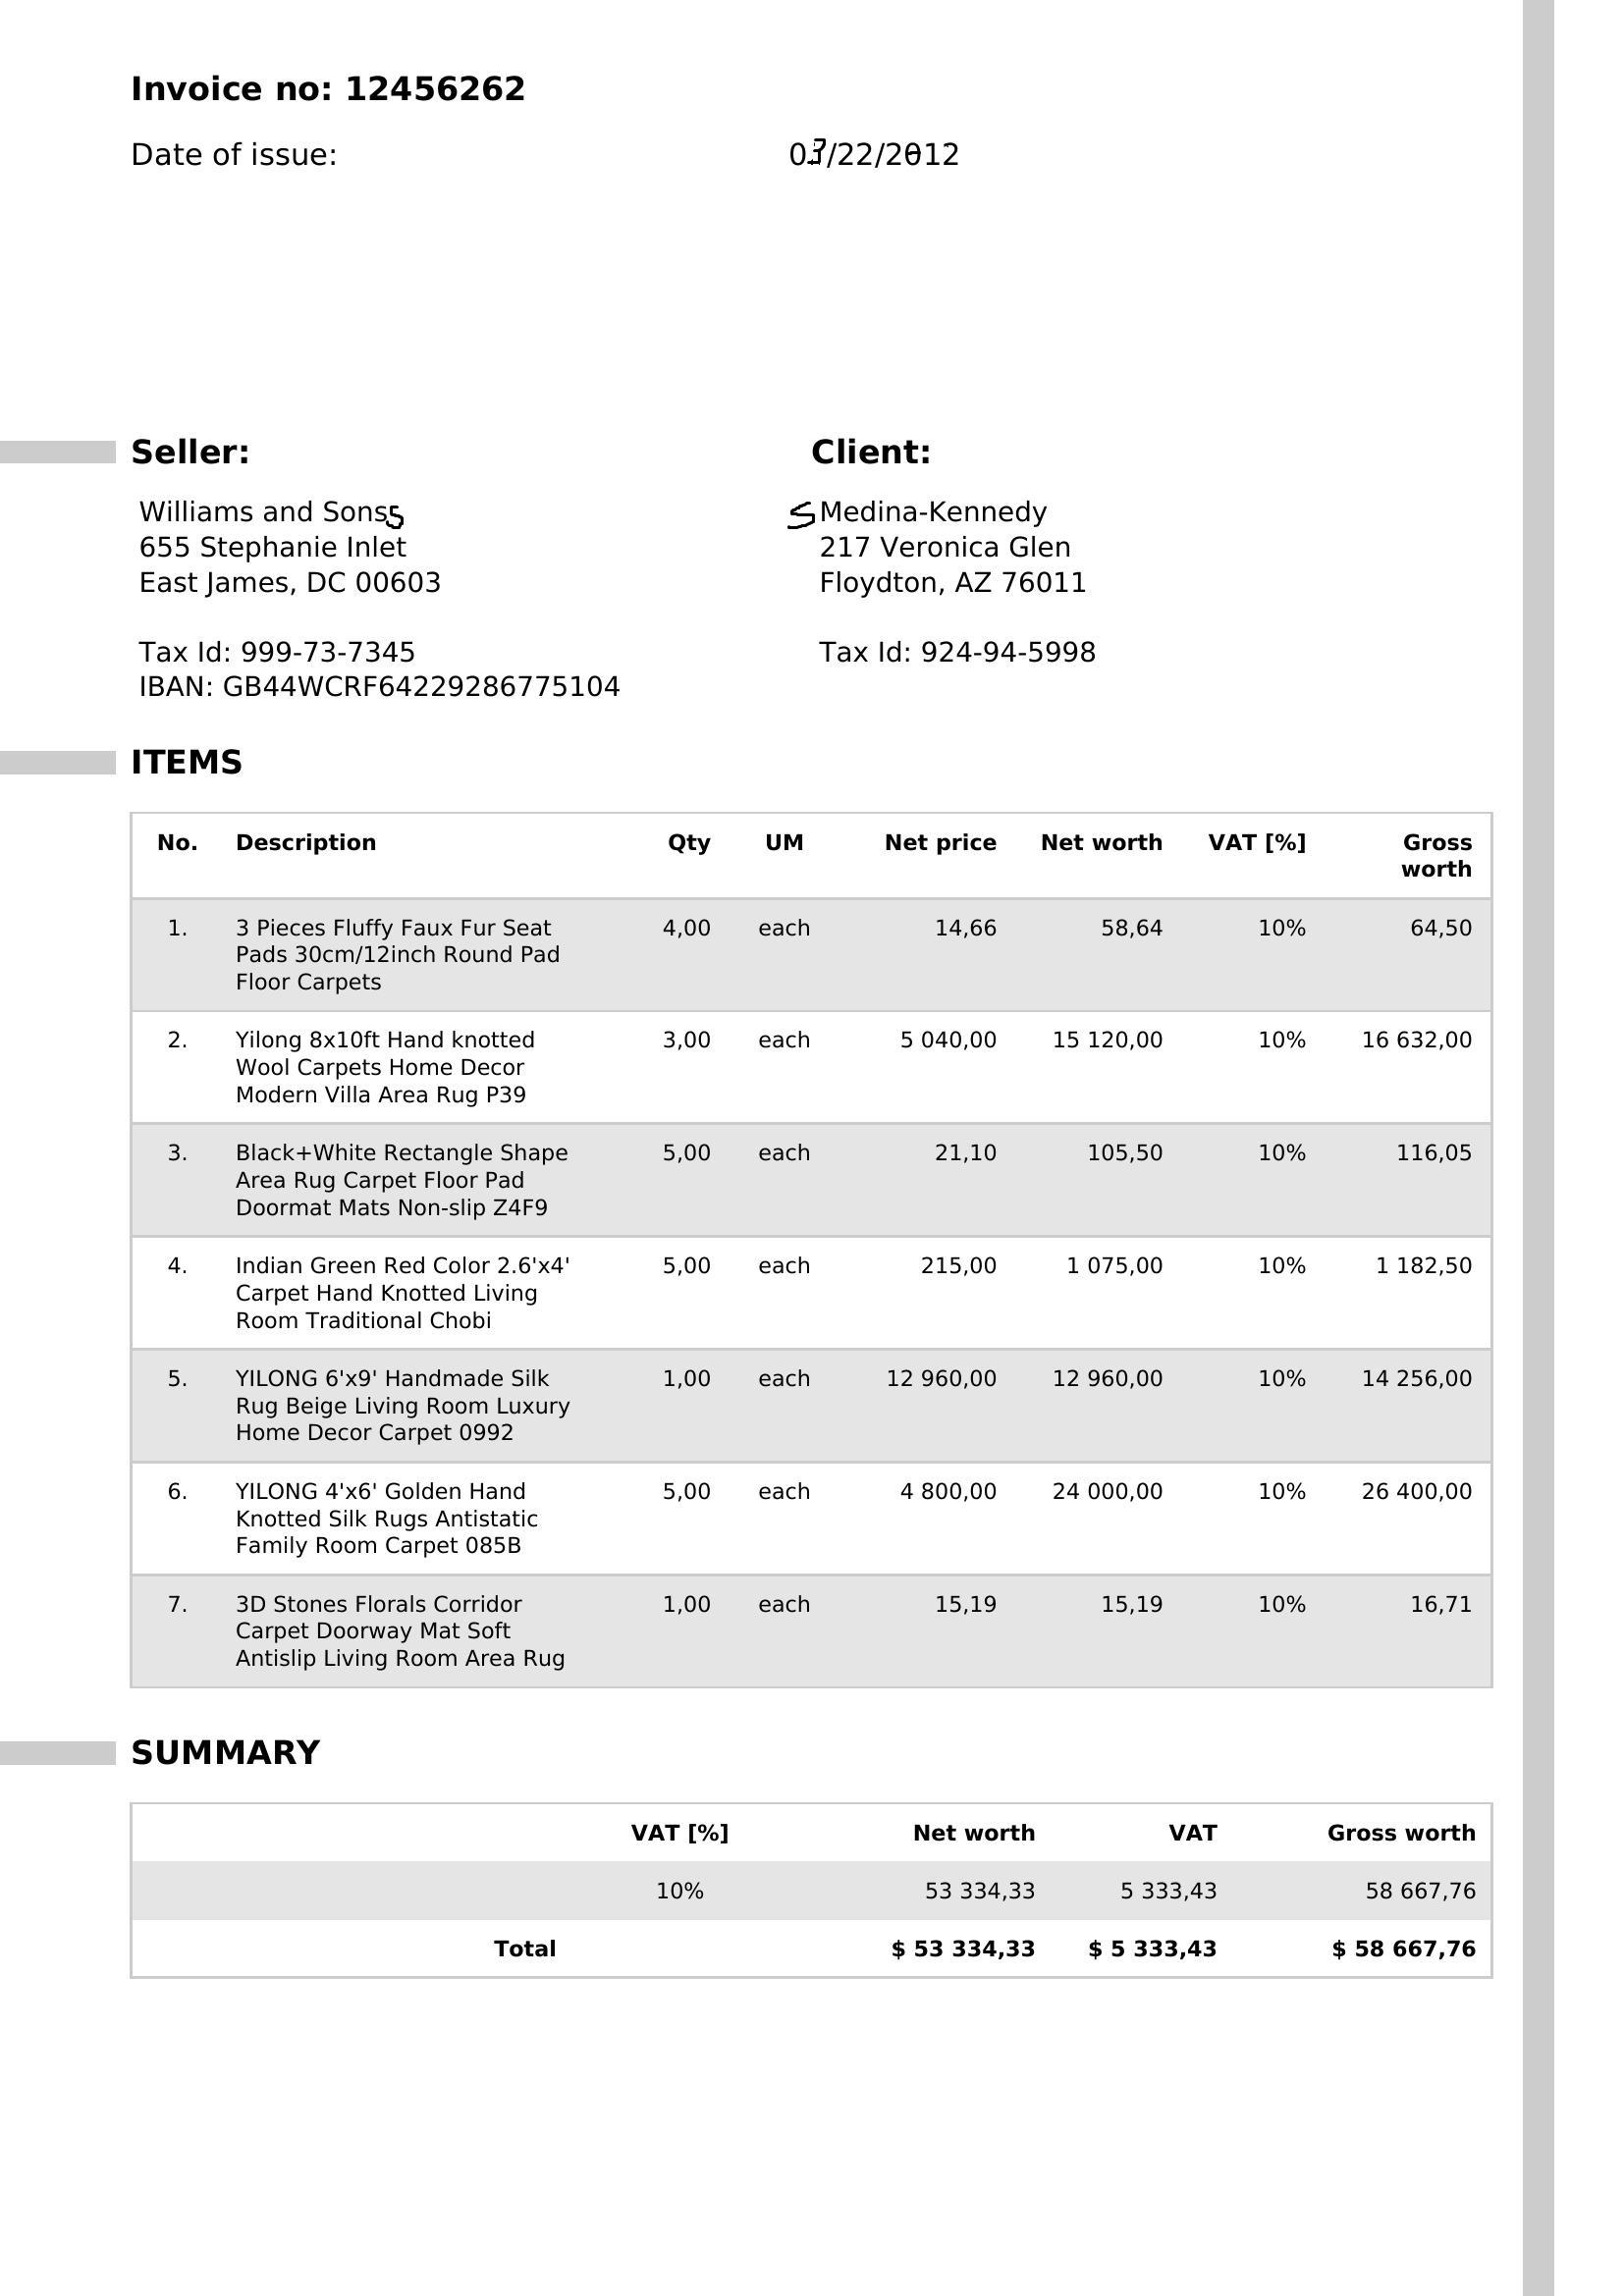 Invoice no: 12456262
Date of issue:
Seller:
Client:
Williams and Sons
Medina-Kennedy
655 Stephanie Inlet
217 Veronica Glen
East James, DC 00603
Floydton, AZ 76011
Tax Id: 999-73-7345
Tax Id: 924-94-5998
IBAN: GB44WCRF64229286775104
ITEMS
No. Description Qty UM Net price Net worth VAT [%] Gross
worth
1. 3 Pieces Fluffy Faux Fur Seat 4,00 each 14,66 58,64 10% 64,50
Pads 30cm/12inch Round Pad
Floor Carpets
2. Yilong 8x10ft Hand knotted 3,00 each 5 040,00 15 120,00 10% 16 632,00
Wool Carpets Home Decor
Modern Villa Area Rug P39
3. Black+White Rectangle Shape 5,00 each 21,10 105,50 10% 116,05
Area Rug Carpet Floor Pad
Doormat Mats Non-slip Z4F9
4. Indian Green Red Color 2.6'x4' 5,00 each 215,00 1 075,00 10% 1 182,50
Carpet Hand Knotted Living
Room Traditional Chobi
5. YILONG 6'x9' Handmade Silk 1,00 each 12 960,00 12 960,00 10% 14 256,00
Rug Beige Living Room Luxury
Home Decor Carpet 0992
6. YILONG 4'x6' Golden Hand 5,00 each 4 800,00 24 000,00 10% 26 400,00
Knotted Silk Rugs Antistatic
Family Room Carpet 085B
7. 3D Stones Florals Corridor 1,00 each 15,19 15,19 10% 16,71
Carpet Doorway Mat Soft
Antislip Living Room Area Rug
SUMMARY
VAT [%] Net worth VAT Gross worth
10% 53 334,33 5 333,43 58 667,76
Total $ 53 334,33 $ 5 333,43 $ 58 667,76